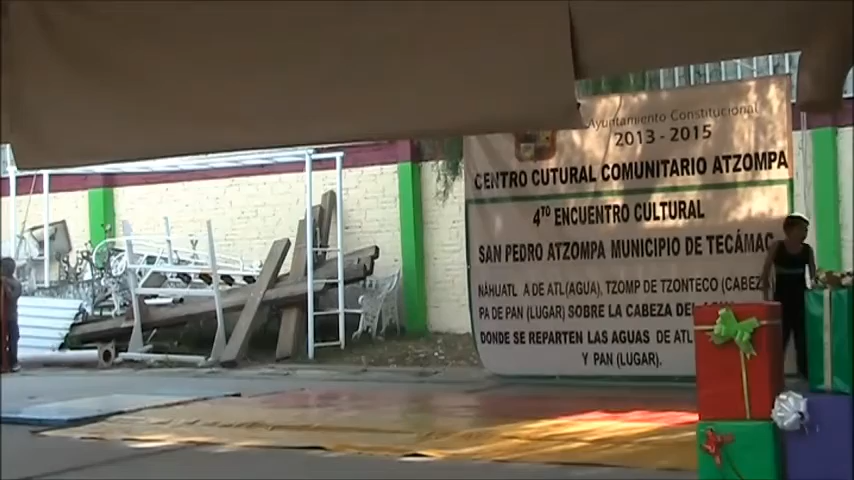 Ayuntamiento Constitucional
2013 - 2015
CENTRO CULTURAL COMUNITARIO ATZOMPA
4TO ENCUENTRO CULTURAL
SAN PEDRO ATZOMPA MUNICIPIO DE TECÁMAC
NÁHUATL A DE ATL(AGUA), TZOMP DE TZONTECO (CABEZA)
PA DE PAN (LUGAR) SOBRE LA CABEZA DEL
DONDE SE REPARTEN LAS AGUAS DE ATL
Y PAN (LUGAR).